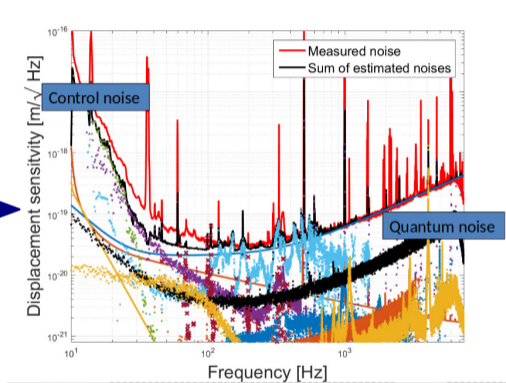 10-16
Measured noise
Sum of estimated noises
Control noise
10-18
10-19
Quantum noise
10-20
10-21
Displacement sensitvity [m/√ Hz]
10¹
10²
10³
Frequency [Hz]